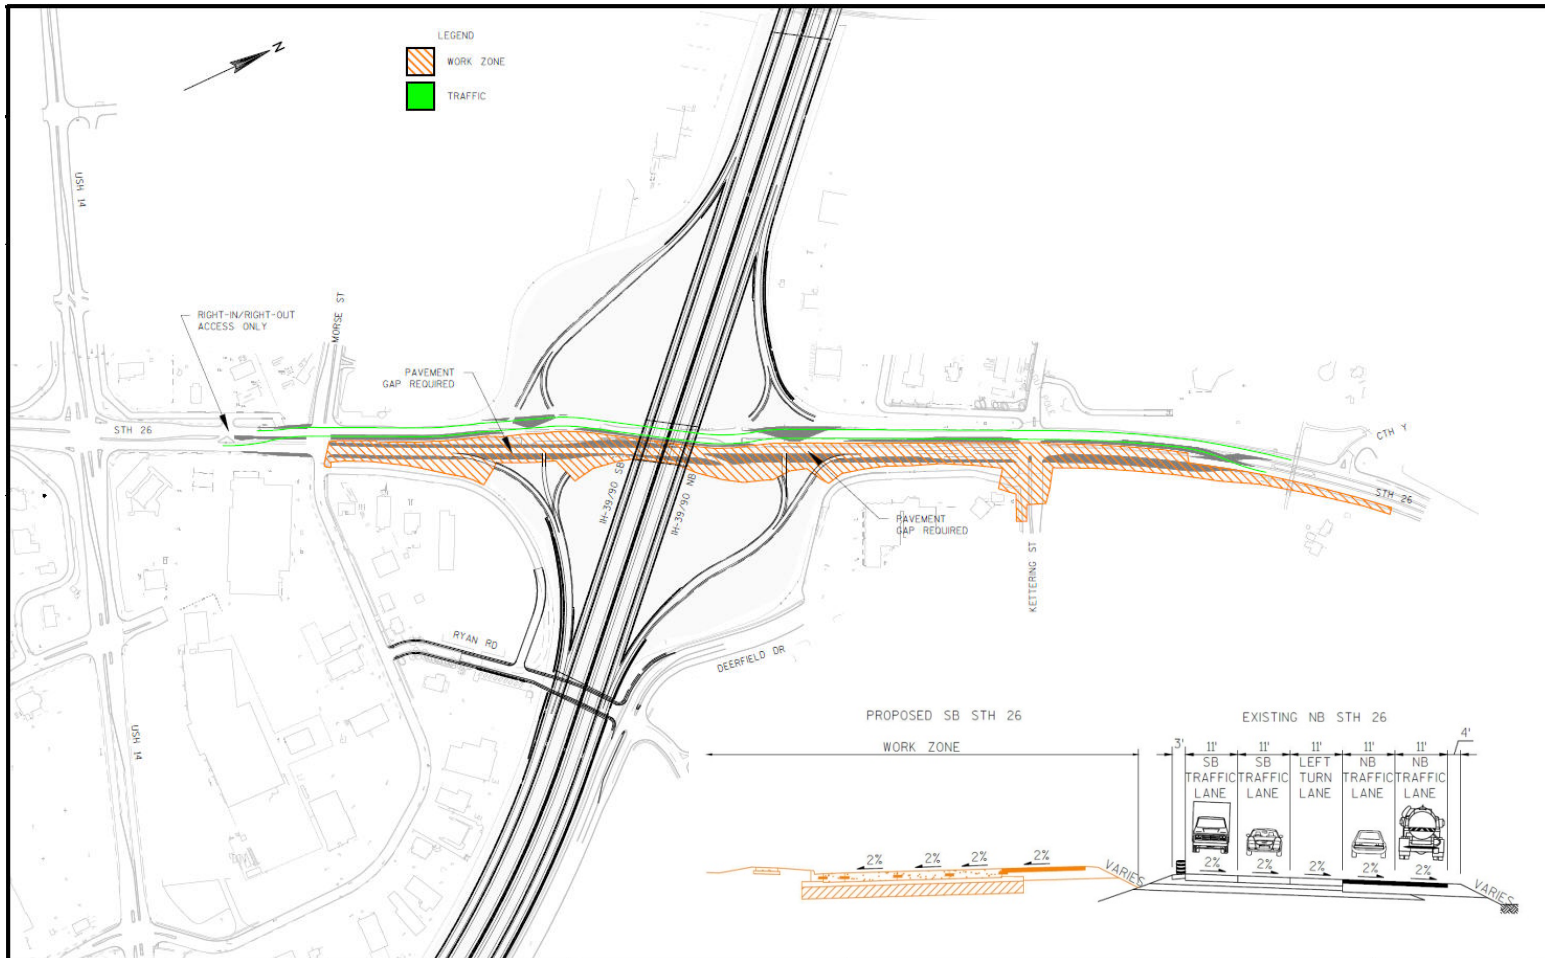 LEGEND
WORK ZONE
TRAFFIC
N
USH 14
RIGHT-IN/RIGHT-OUT
ACCESS ONLY
MORSE ST
PAVEMENT
GAP REQUIRED
STH 26
CTH Y
STH 26
IH-39/90 SB
IH-39/90 NB
PAVEMENT
GAP REQUIRED
KETTERING ST
RYAN RD
DEERFIELD DR
USH 14
PROPOSED SB STH 26
EXISTING NB STH 26
WORK ZONE
3'
11'
11'
11'
11'
11'
4'
SB
TRAFFIC
LANE
SB
TRAFFIC
LANE
LEFT
TURN
LANE
NB
TRAFFIC
LANE
NB
TRAFFIC
LANE
2%
2%
2%
2%
VARIES
2%
2%
2%
2%
2%
VARIES